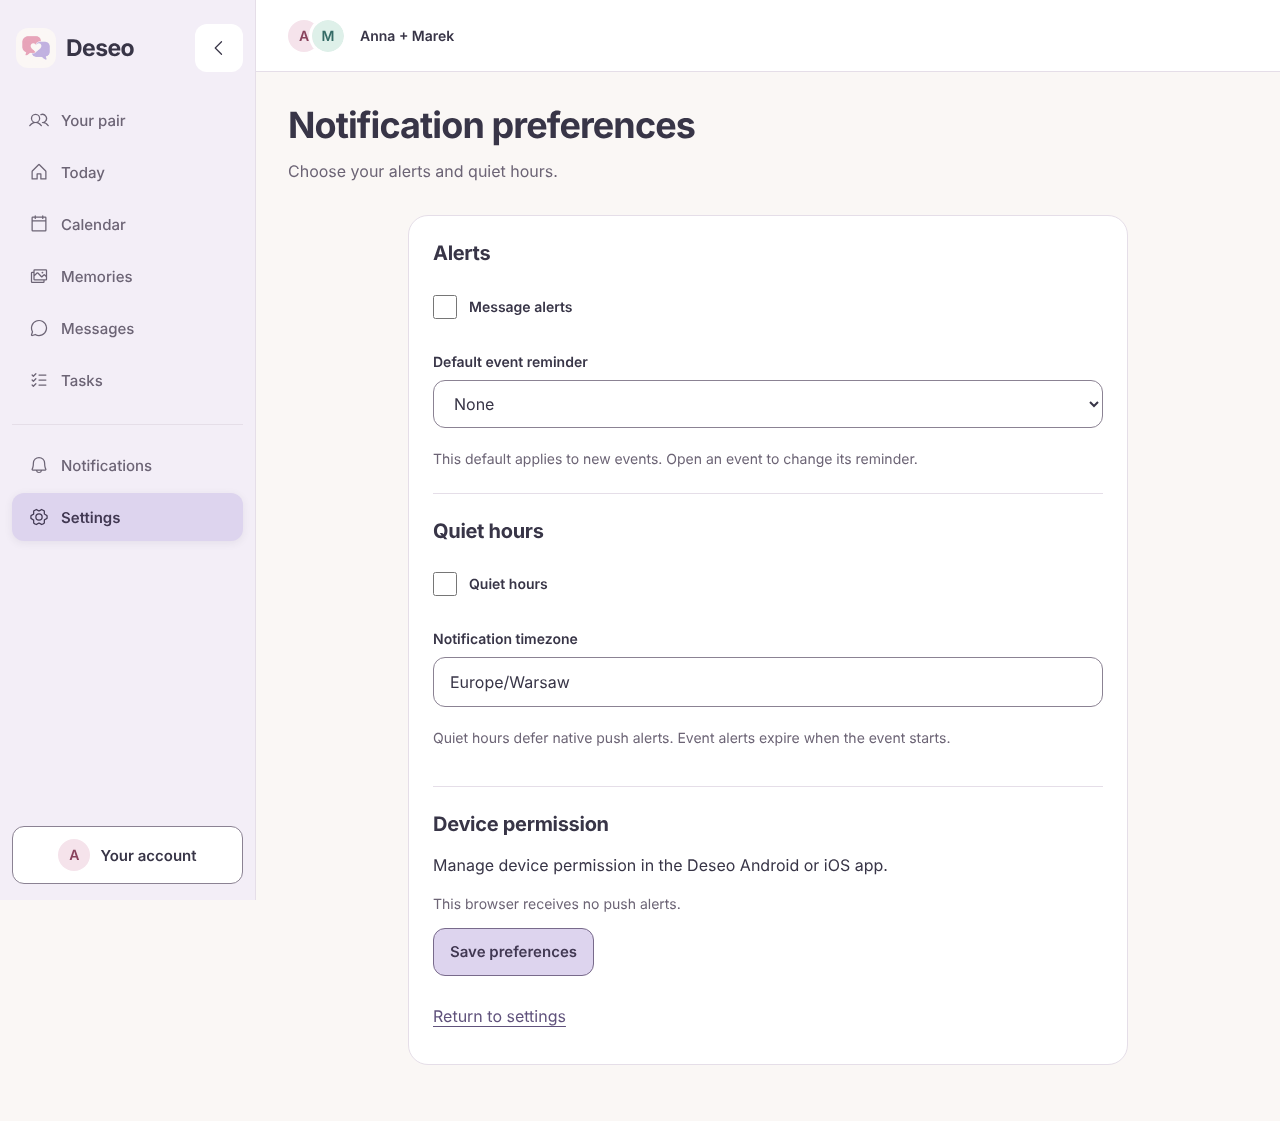 Deseo
Your pair
Today
Calendar
Memories
Messages
Tasks
Notifications
Settings
A Your account
A M Anna + Marek
Notification preferences
Choose your alerts and quiet hours.
Alerts
Message alerts
Default event reminder
None
This default applies to new events. Open an event to change its reminder.
Quiet hours
Quiet hours
Notification timezone
Europe/Warsaw
Quiet hours defer native push alerts. Event alerts expire when the event starts.
Device permission
Manage device permission in the Deseo Android or iOS app.
This browser receives no push alerts.
Save preferences
Return to settings